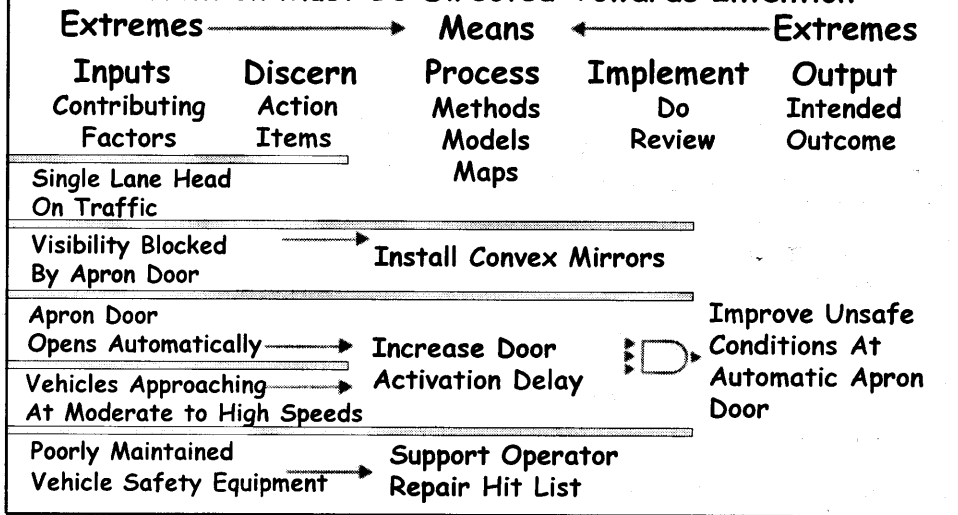 Extremes Means Extremes
Inputs Discern Process Implement Output
Contributing Action Methods Do Intended
Factors Items Models Review Outcome
Maps
Single Lane Head
On Traffic
Visibility Blocked
By Apron Door
Install Convex Mirrors
Apron Door
Opens Automatically
Increase Door
Activation Delay
Vehicles Approaching
At Moderate to High Speeds
Improve Unsafe
Conditions At
Automatic Apron
Door
Poorly Maintained
Vehicle Safety Equipment
Support Operator
Repair Hit List